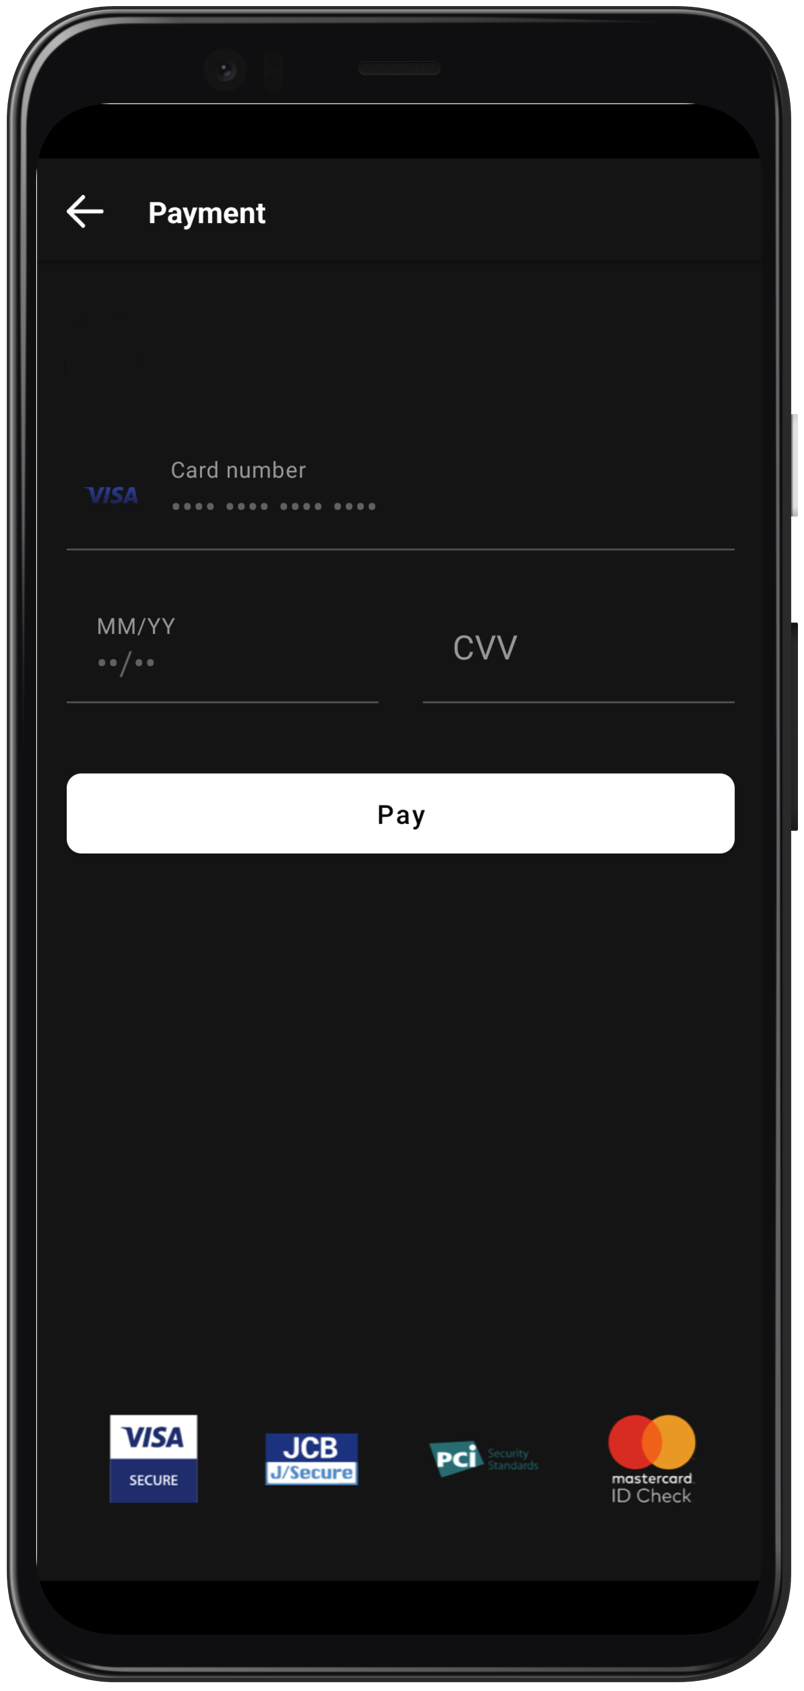 Payment
Card number
VISA
•••• •••• •••• ••••
MM/YY
••/••
CVV
Pay
VISA
SECURE
JCB
J/Secure
PCi
Security
Standards
mastercard.
ID Check